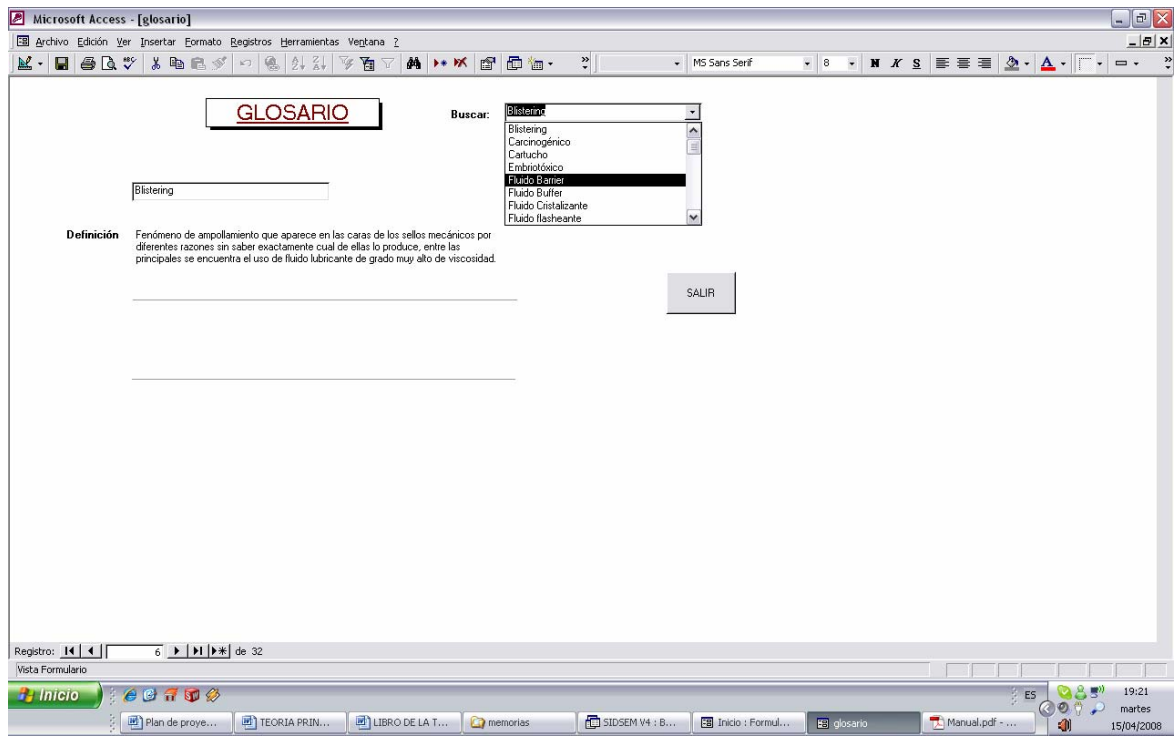 Microsoft Access - [glosario]
Archivo Edición Ver Insertar Formato Registros Herramientas Ventana ?
MS Sans Serif 8 N K S
GLOSARIO
Buscar: Blistering
Blistering
Carcinogénico
Cartucho
Embriotóxico
Fluido Barrier
Fluido Buffer
Fluido Cristalizante
Fluido flasheante
Blistering
Definición
Fenómeno de ampollamiento que aparece en las caras de los sellos mecánicos por
diferentes razones sin saber exactamente cual de ellas lo produce, entre las
principales se encuentra el uso de fluido lubricante de grado muy alto de viscosidad.
SALIR
Registro: 6 de 32
Vista Formulario
Inicio
ES 19:21
martes
15/04/2008
Plan de proye... TEORIA PRIN... LIBRO DE LA T... memorias SIDSEM V4 : B... Inicio : Formul... glosario Manual.pdf - ...